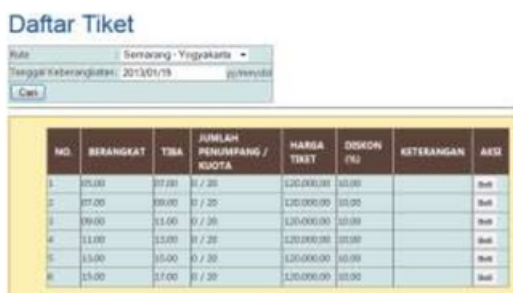 Daftar Tiket
Rute : Semarang - Yogyakarta
Tanggal Keberangkatan : 2013/01/19
Cari
NO. BERANGKAT TIBA JUMLAH PENUMPANG / KUOTA HARGA TIKET DISKON (%) KETERANGAN AKSI
1 05.00 07.00 0 / 20 120.000,00 10.00 Beli
2 07.00 09.00 0 / 20 120.000,00 10.00 Beli
3 09.00 11.00 0 / 20 120.000,00 10.00 Beli
4 11.00 13.00 0 / 20 120.000,00 10.00 Beli
5 13.00 15.00 0 / 20 120.000,00 10.00 Beli
6 15.00 17.00 0 / 20 120.000,00 10.00 Beli